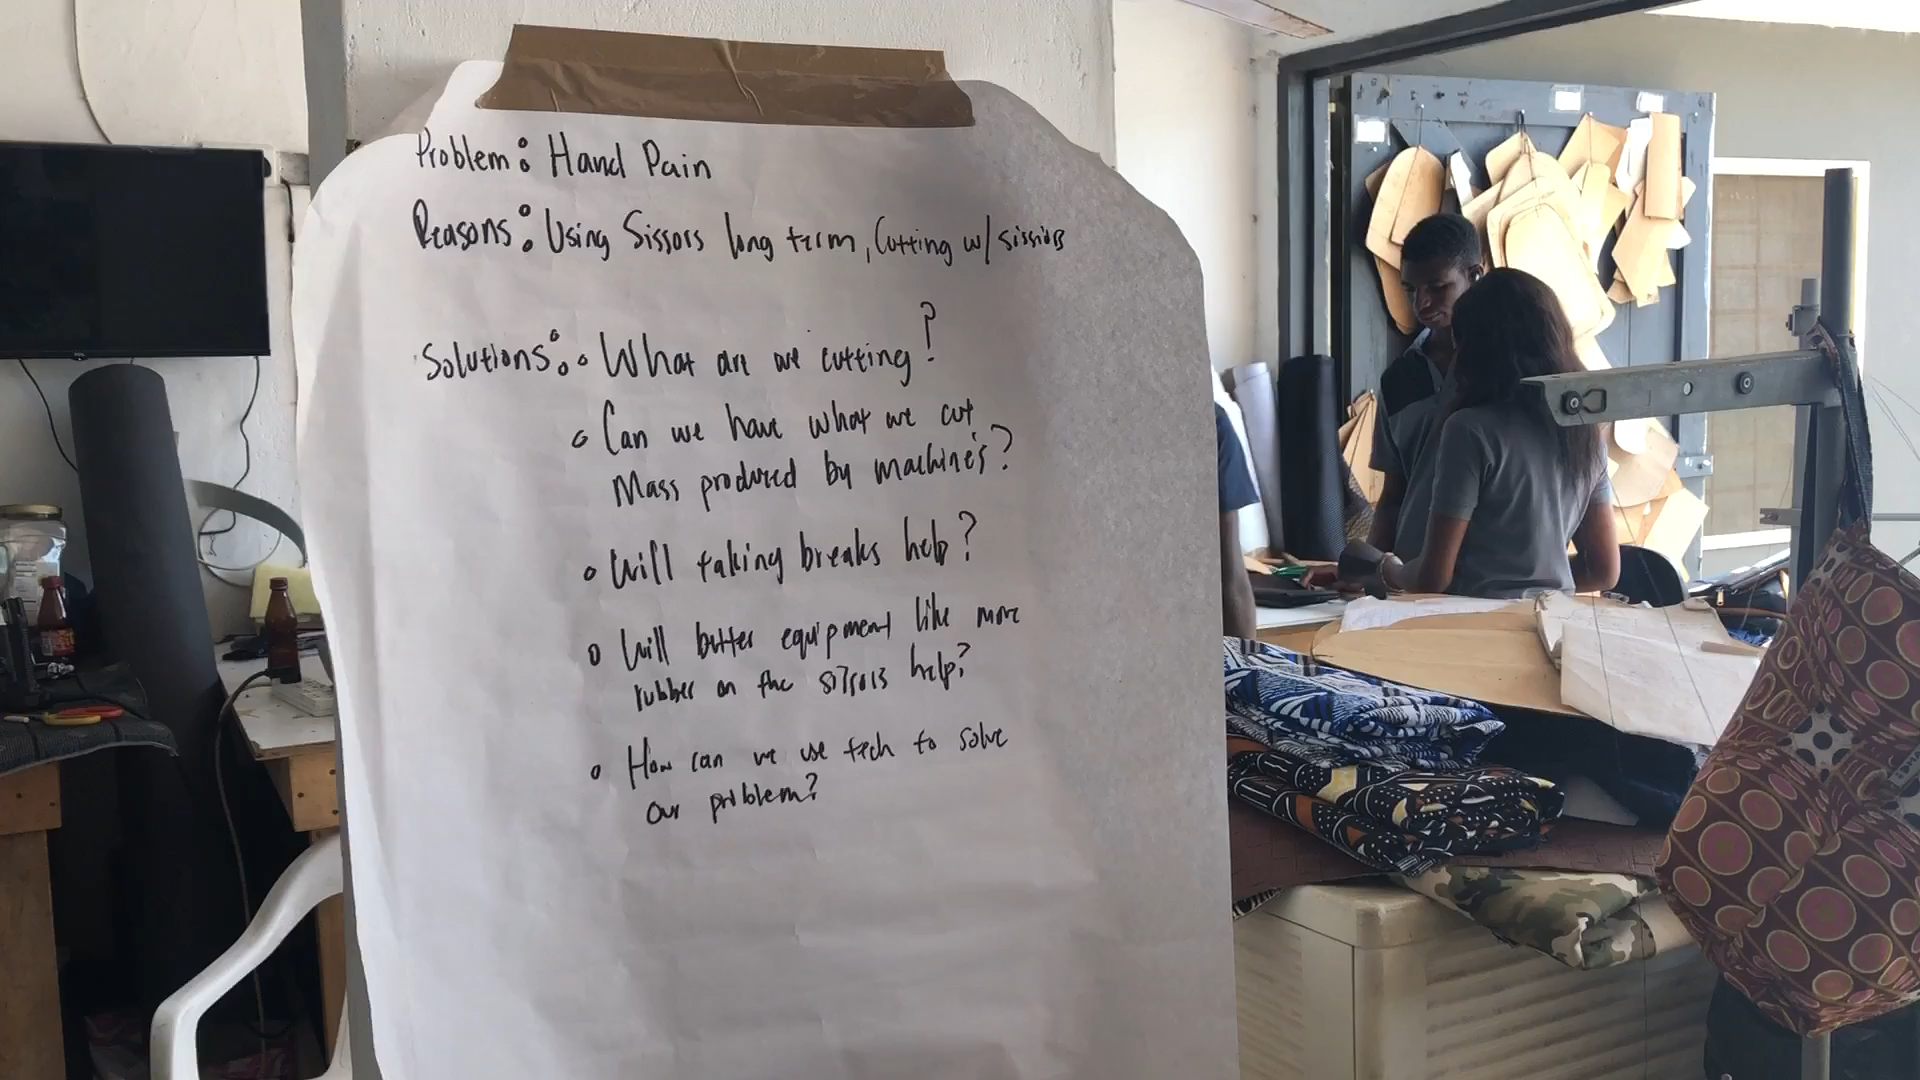 Problem: Hand Pain
Reasons: Using Sissors long term, Cutting w/ sissiors
Solutions: o What are we cutting?
o Can we have what we cut
Mass produced by machines?
o Will taking breaks help?
o Will better equipment like more
rubber on the sissors help?
o How can we use tech to solve
our problem?